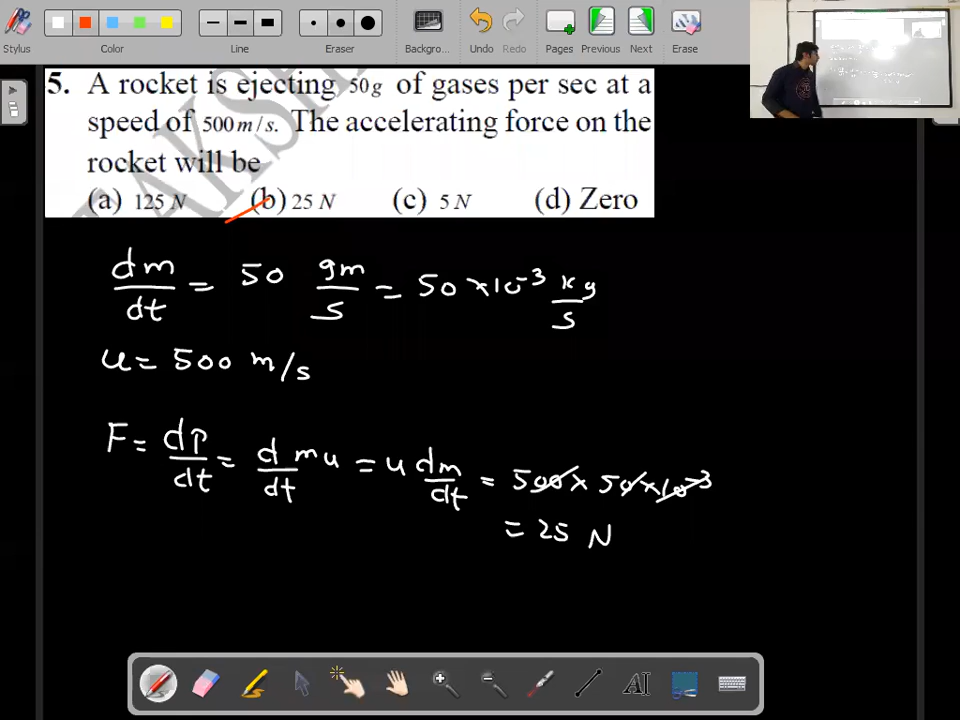 Stylus Color Line Eraser Backgro... Undo Redo Pages Previous Next Erase
5. A rocket is ejecting 50g of gases per sec at a
speed of 500m/s. The accelerating force on the
rocket will be
(a) 125 N (b) 25 N (c) 5 N (d) Zero
dm/dt = 50 gm/s = 50 × 10⁻³ kg/s
u = 500 m/s
F = dp/dt = d/dt mu = u dm/dt = 500 × 50 × 10⁻³
= 25 N
AI